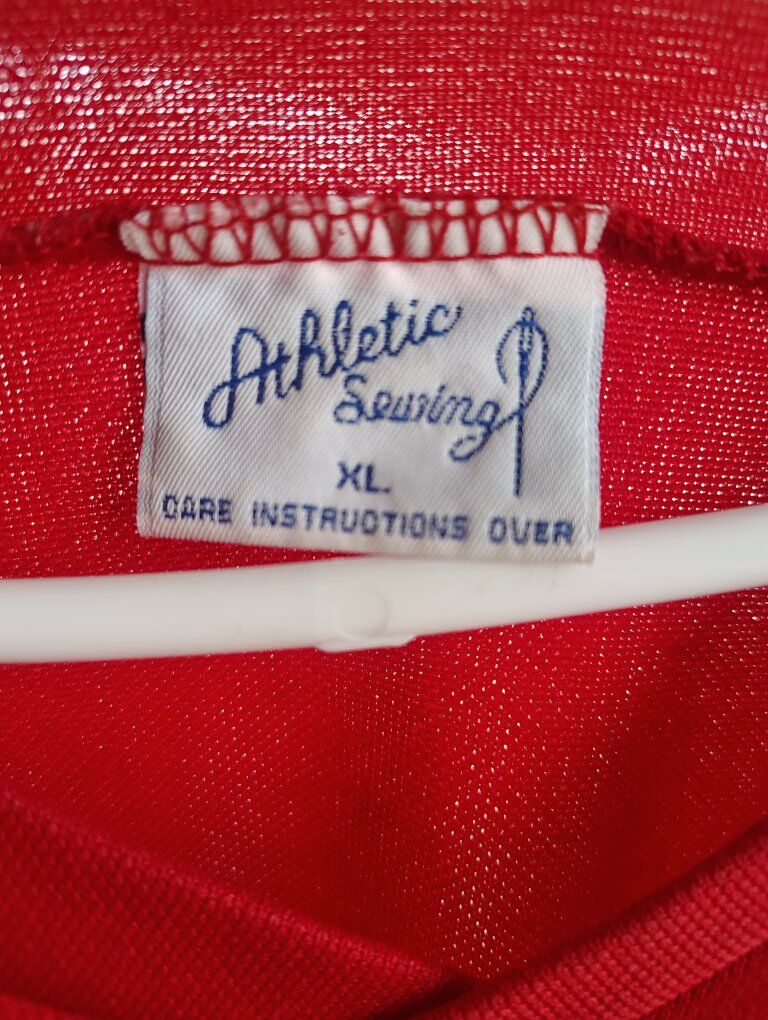 Athletic
Sewing
XL
CARE INSTRUCTIONS OVER